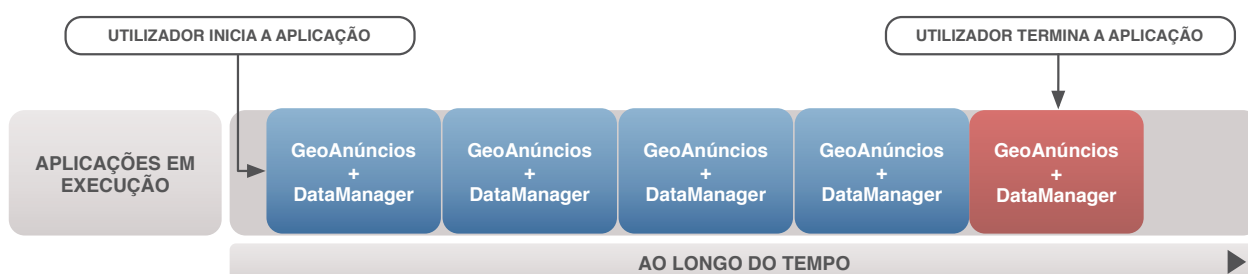 UTILIZADOR INICIA A APLICAÇÃO
UTILIZADOR TERMINA A APLICAÇÃO
APLICAÇÕES EM
EXECUÇÃO
GeoAnúncios
+
DataManager
GeoAnúncios
+
DataManager
GeoAnúncios
+
DataManager
GeoAnúncios
+
DataManager
GeoAnúncios
+
DataManager
AO LONGO DO TEMPO